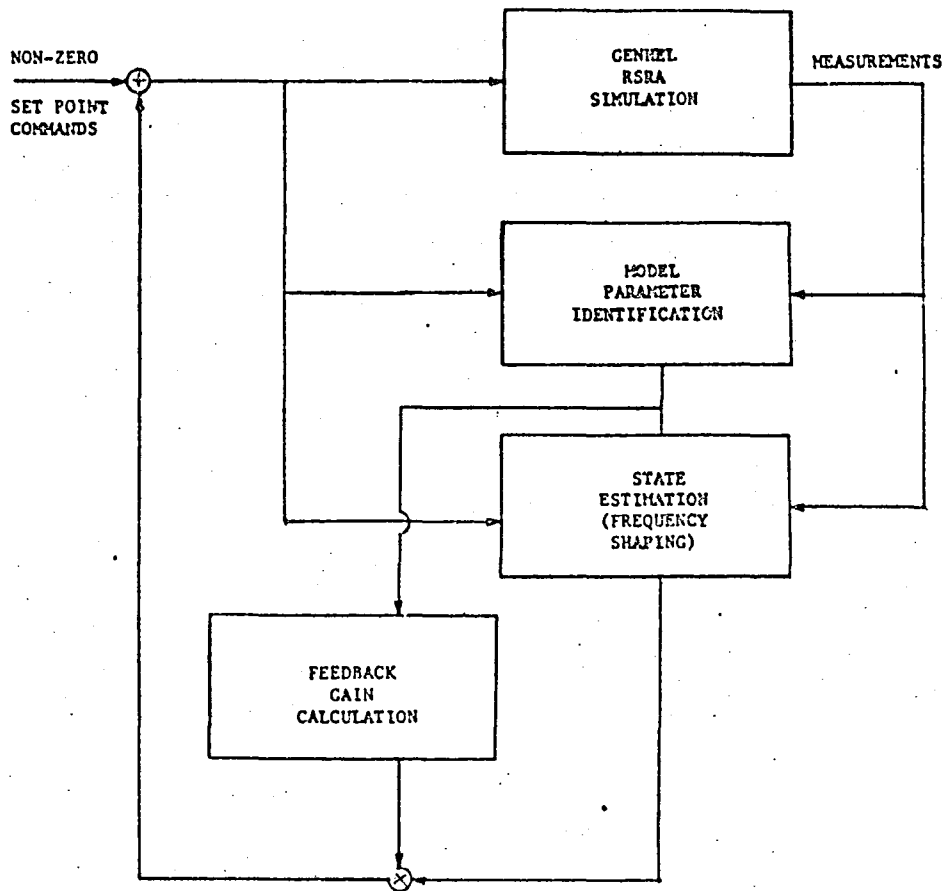 NON-ZERO
SET POINT
COMMANDS
GENHEL
RSRA
SIMULATION
MEASUREMENTS
MODEL
PARAMETER
IDENTIFICATION
STATE
ESTIMATION
(FREQUENCY
SHAPING)
FEEDBACK
GAIN
CALCULATION